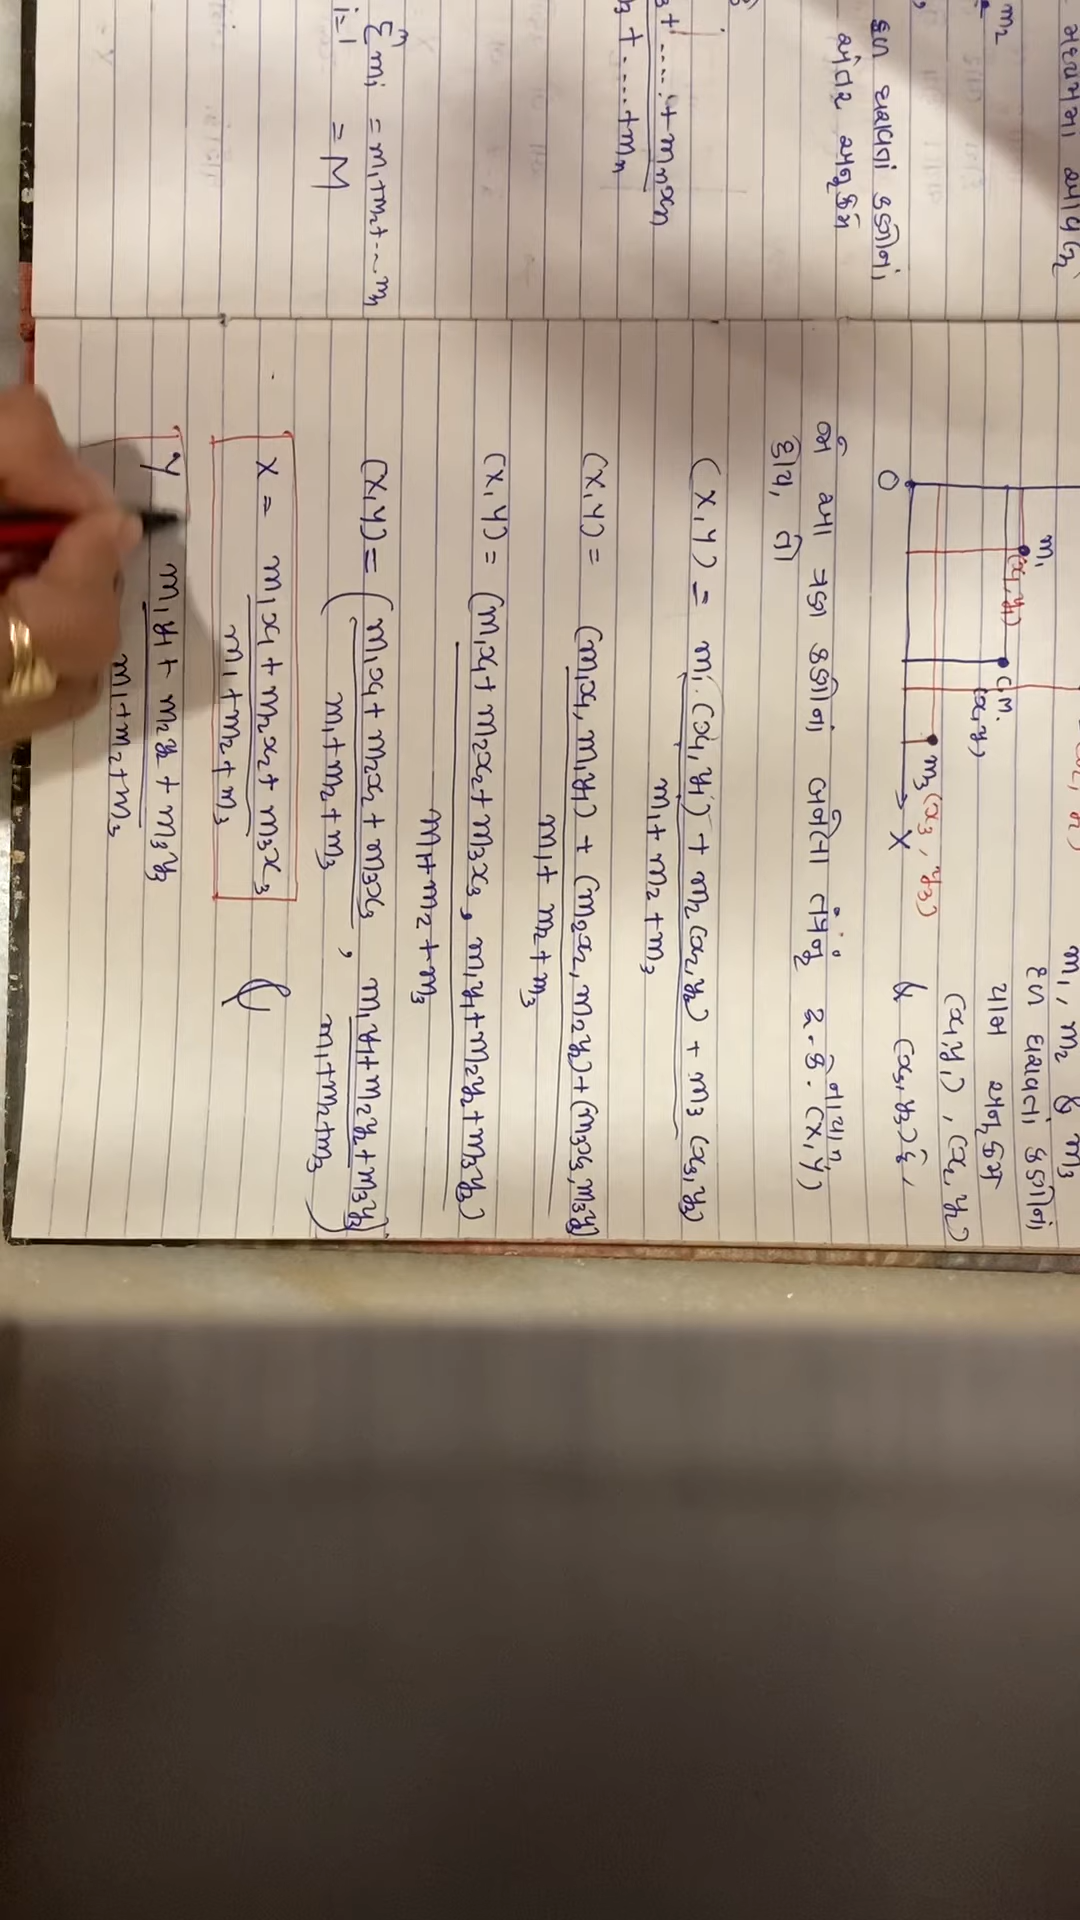 m₂
દળ ધરાવતાં કણોનાં
અંતર અનુક્રમે
₃ + ..... + mₙxₙ
₃ + ..... + mₙ
Σmi = m₁+m₂+...mₙ
i=1
= M
m₁, m₂ & m₃
દળ ધરાવતાં કણોનાં
યામ અનુક્રમે
(x₁,y₁), (x₂,y₂)
& (x₃,y₃) છે,
m₁
(x₁,y₁)
C.M.
(x,y)
m₃ (x₃, y₃)
O
X
જો આ ત્રણ કણોનાં બનેલા તંત્રનું દ.કે. નાં યામ (X,Y)
હોય, તો
(X,Y) = m₁(x₁,y₁) + m₂(x₂,y₂) + m₃(x₃,y₃)
m₁+m₂+m₃
(X,Y) = (m₁x₁, m₁y₁) + (m₂x₂, m₂y₂) + (m₃x₃, m₃y₃)
m₁+ m₂+m₃
(X,Y) = (m₁x₁ + m₂x₂ + m₃x₃, m₁y₁+m₂y₂+m₃y₃)
m₁+m₂+m₃
(X,Y) = (m₁x₁ + m₂x₂ + m₃x₃ , m₁y₁+m₂y₂+m₃y₃)
m₁+m₂+m₃ m₁+m₂+m₃
X = m₁x₁ + m₂x₂ + m₃x₃ &
m₁+m₂+m₃
Y m₁y₁ + m₂y₂ + m₃y₃
m₁+m₂+m₃